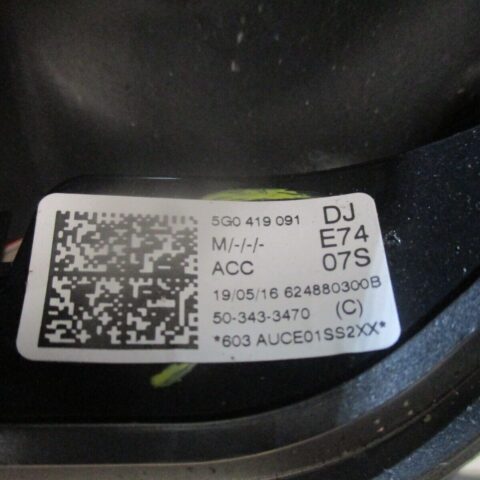 5G0 419 091 DJ
M/-/-/- E74
ACC 07S
19/05/16 624880300B
50-343-3470 (C)
*603 AUCE01SS2XX*